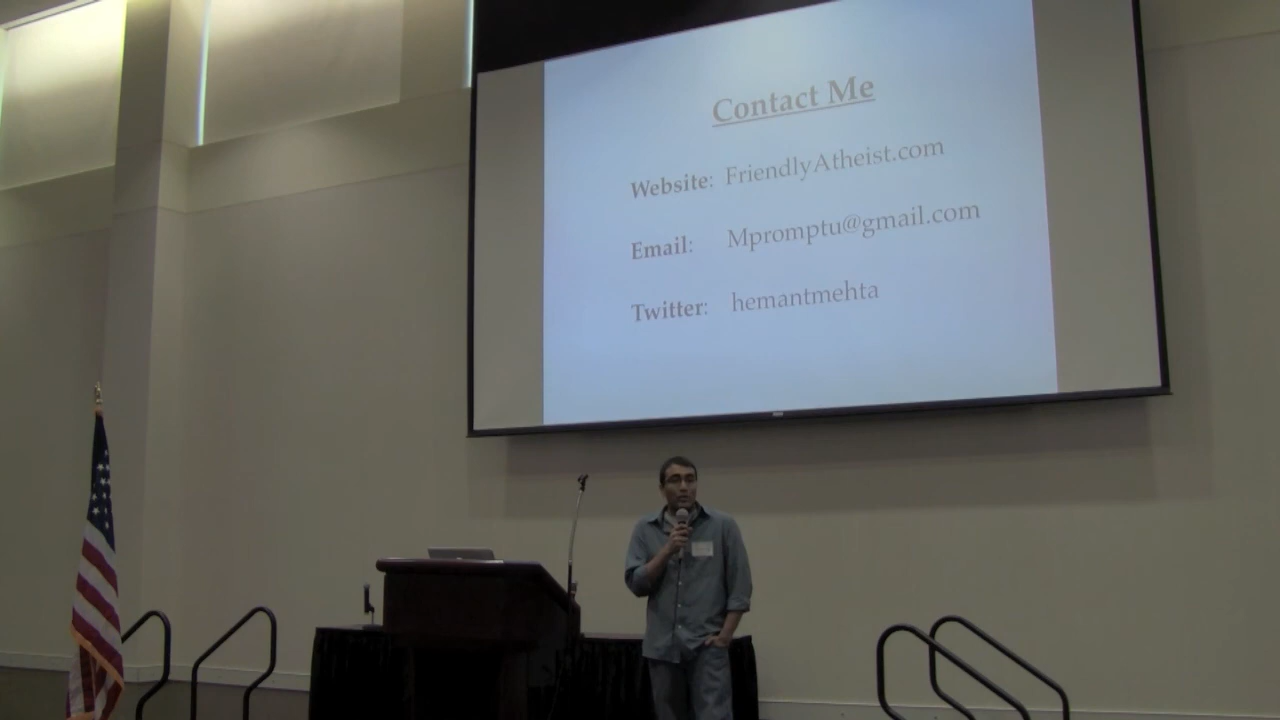 Contact Me
Website: FriendlyAtheist.com
Email: Mpromptu@gmail.com
Twitter: hemantmehta